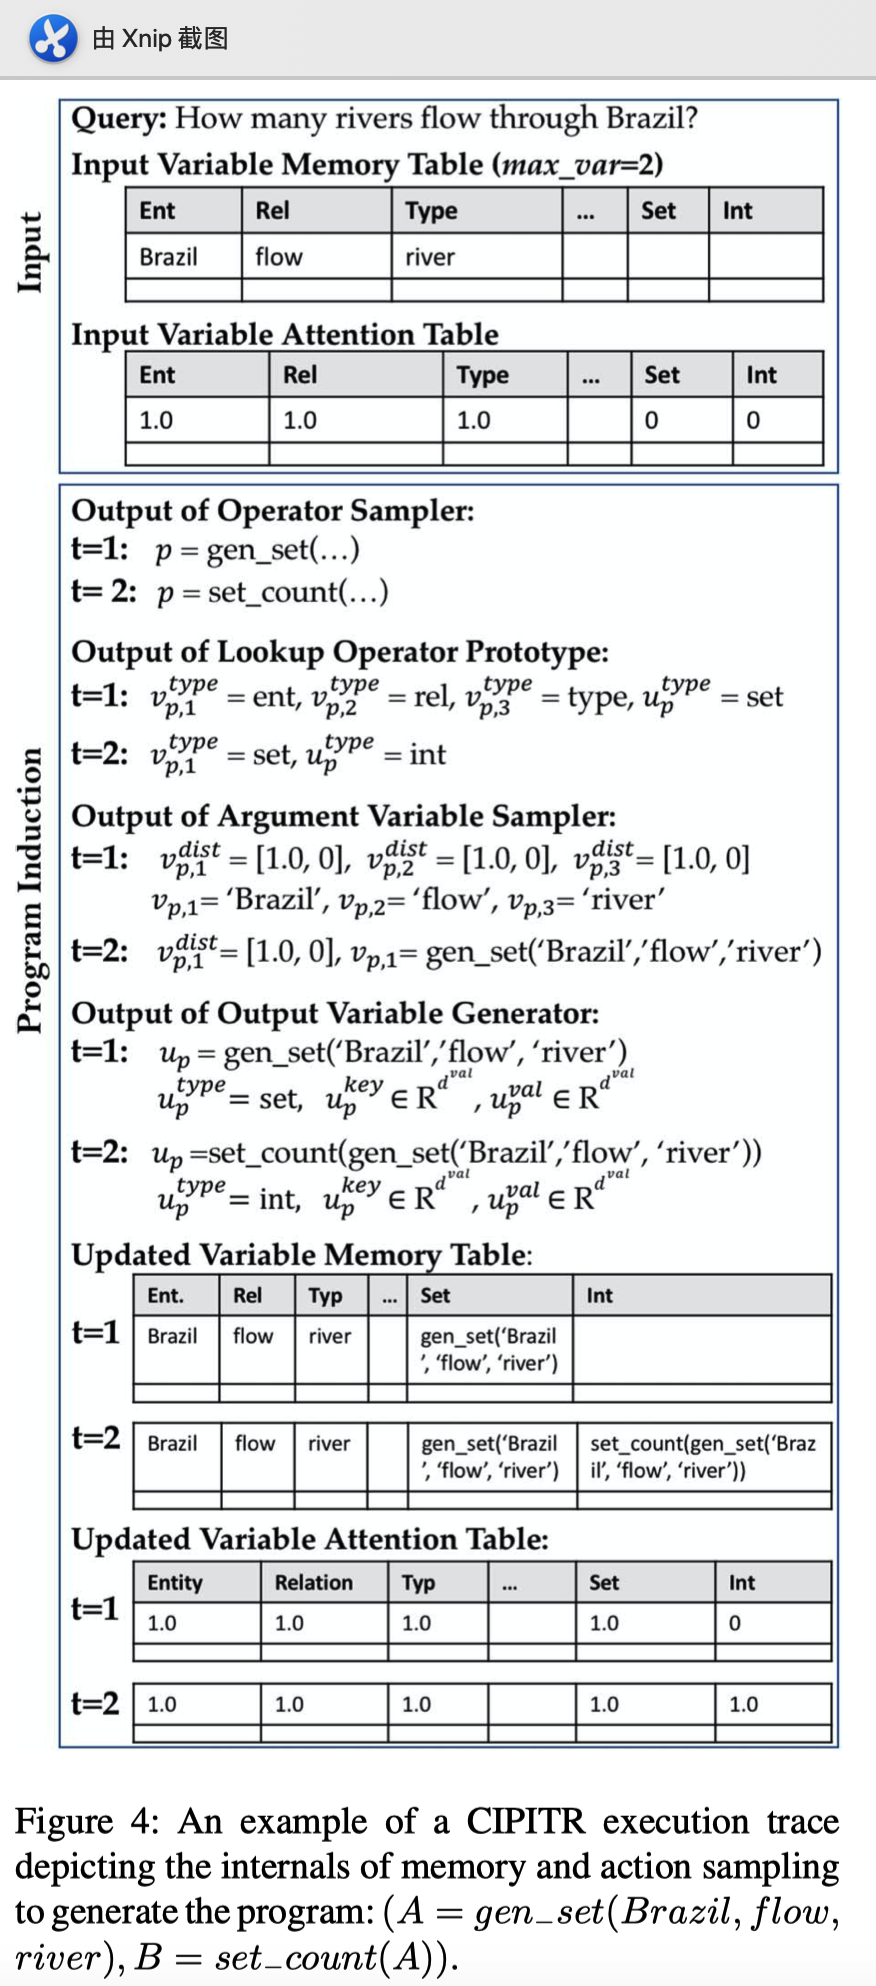 由 Xnip 截图
Query: How many rivers flow through Brazil?
Input Variable Memory Table (max_var=2)
Ent Rel Type ... Set Int
Brazil flow river
Input
Input Variable Attention Table
Ent Rel Type ... Set Int
1.0 1.0 1.0 0 0
Output of Operator Sampler:
t=1: p = gen_set(...)
t= 2: p = set_count(...)
Output of Lookup Operator Prototype:
t=1: v_{p,1}^{type} = ent, v_{p,2}^{type} = rel, v_{p,3}^{type} = type, u_p^{type} = set
t=2: v_{p,1}^{type} = set, u_p^{type} = int
Program Induction
Output of Argument Variable Sampler:
t=1: v_{p,1}^{dist} = [1.0, 0], v_{p,2}^{dist} = [1.0, 0], v_{p,3}^{dist} = [1.0, 0]
v_{p,1}= ‘Brazil’, v_{p,2}= ‘flow’, v_{p,3}= ‘river’
t=2: v_{p,1}^{dist} = [1.0, 0], v_{p,1}= gen_set(‘Brazil’,’flow’,’river’)
Output of Output Variable Generator:
t=1: u_p = gen_set(‘Brazil’,’flow’, ‘river’)
u_p^{type} = set, u_p^{key} ∈ R^{d^{val}}, u_p^{val} ∈ R^{d^{val}}
t=2: u_p =set_count(gen_set(‘Brazil’,’flow’, ‘river’))
u_p^{type} = int, u_p^{key} ∈ R^{d^{val}}, u_p^{val} ∈ R^{d^{val}}
Updated Variable Memory Table:
Ent. Rel Typ ... Set Int
t=1 Brazil flow river gen_set(‘Brazil
’, ‘flow’, ‘river’)
t=2 Brazil flow river gen_set(‘Brazil set_count(gen_set(‘Braz
’, ‘flow’, ‘river’) il’, ‘flow’, ‘river’))
Updated Variable Attention Table:
Entity Relation Typ ... Set Int
t=1 1.0 1.0 1.0 1.0 0
t=2 1.0 1.0 1.0 1.0 1.0
Figure 4: An example of a CIPITR execution trace
depicting the internals of memory and action sampling
to generate the program: (A = gen_set(Brazil, flow,
river), B = set_count(A)).